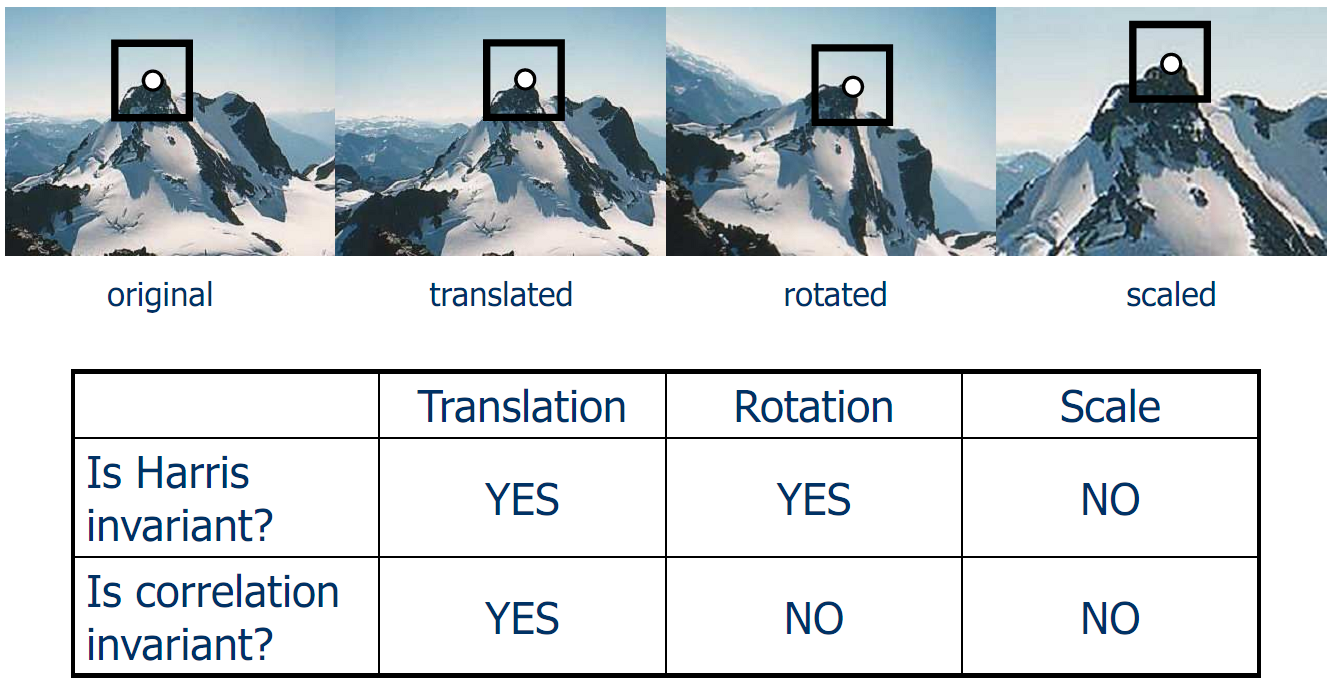 original translated rotated scaled
Translation Rotation Scale
Is Harris
invariant? YES YES NO
Is correlation
invariant? YES NO NO